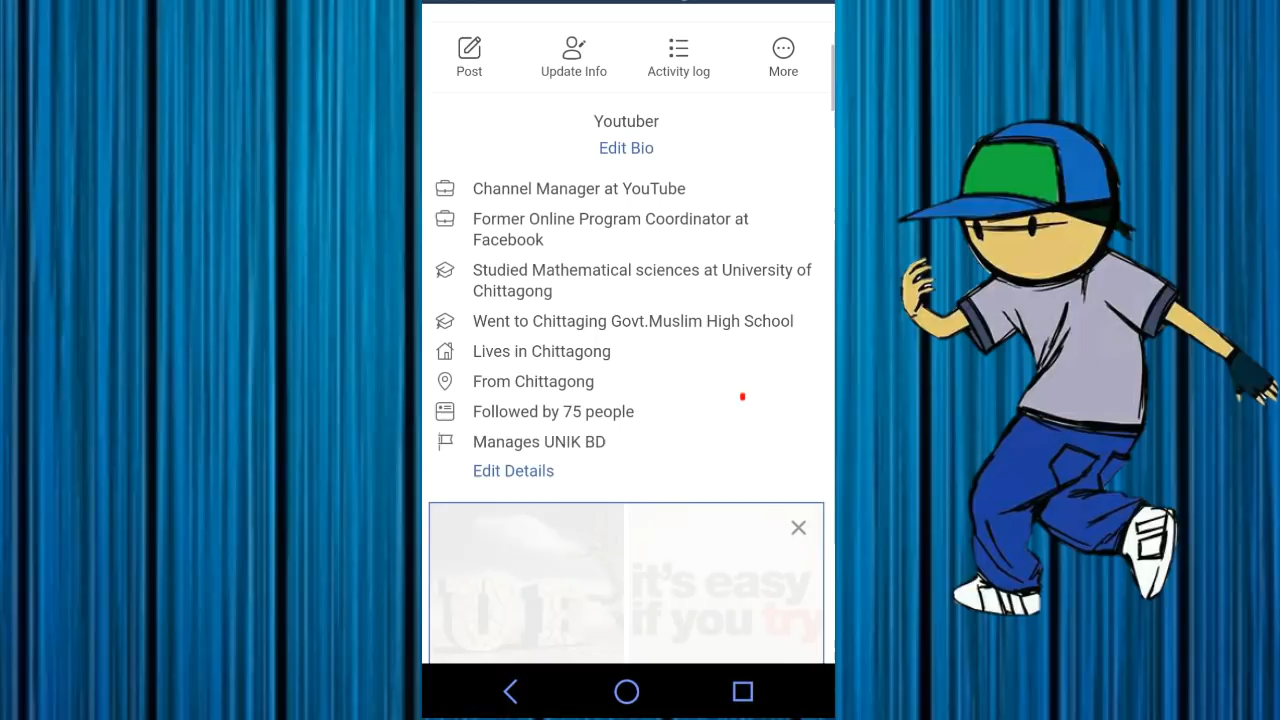 Post Update Info Activity log More
Youtuber
Edit Bio
Channel Manager at YouTube
Former Online Program Coordinator at
Facebook
Studied Mathematical sciences at University of
Chittagong
Went to Chittaging Govt.Muslim High School
Lives in Chittagong
From Chittagong
Followed by 75 people
Manages UNIK BD
Edit Details
it's easy
if you try